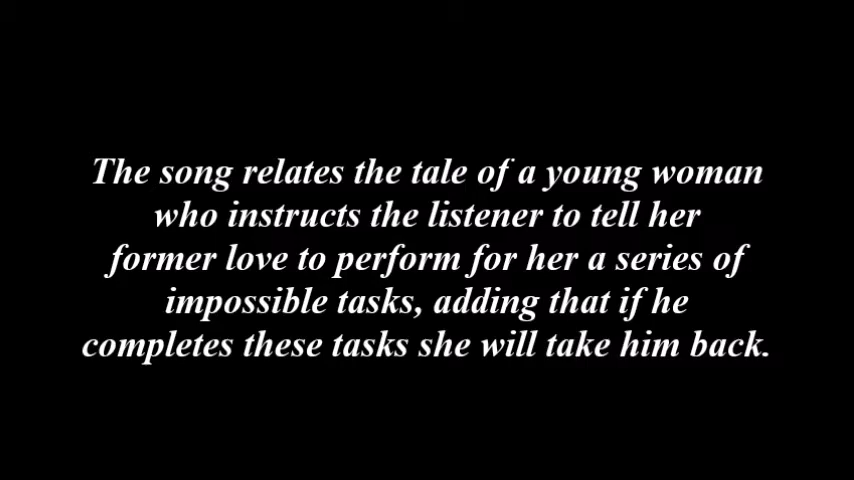 The song relates the tale of a young woman
who instructs the listener to tell her
former love to perform for her a series of
impossible tasks, adding that if he
completes these tasks she will take him back.